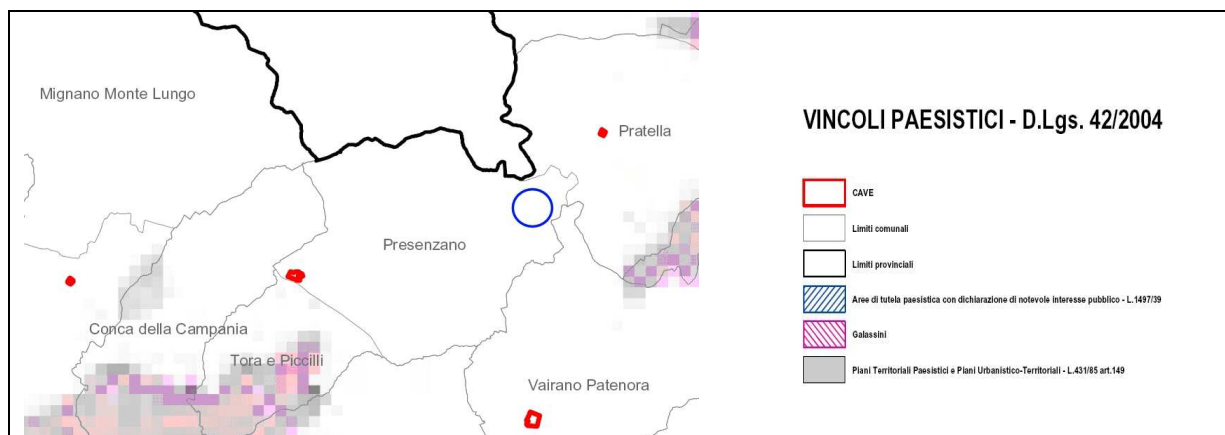 Mignano Monte Lungo
Pratella
Presenzano
Conca della Campania
Tora e Piccilli
Vairano Patenora
VINCOLI PAESISTICI - D.Lgs. 42/2004
CAVE
Limiti comunali
Limiti provinciali
Aree di tutela paesistica con dichiarazione di notevole interesse pubblico - L.1497/39
Galassini
Piani Territoriali Paesistici e Piani Urbanistico-Territoriali - L.431/85 art.149